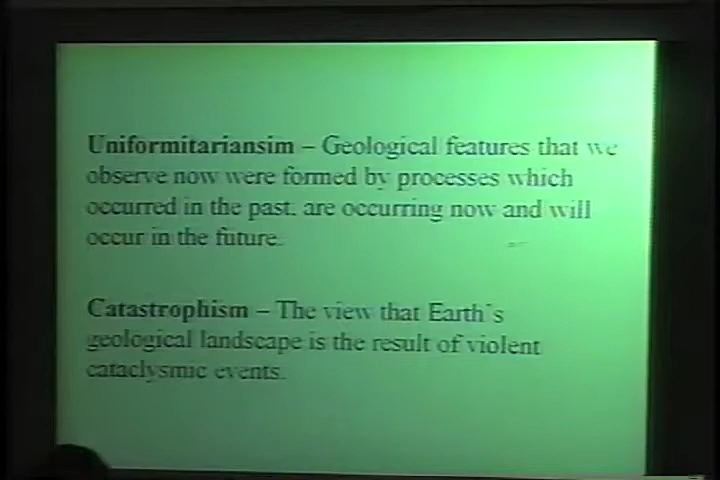 Uniformitariansim – Geological features that we
observe now were formed by processes which
occurred in the past, are occurring now and will
occur in the future.
Catastrophism – The view that Earth's
geological landscape is the result of violent
cataclysmic events.